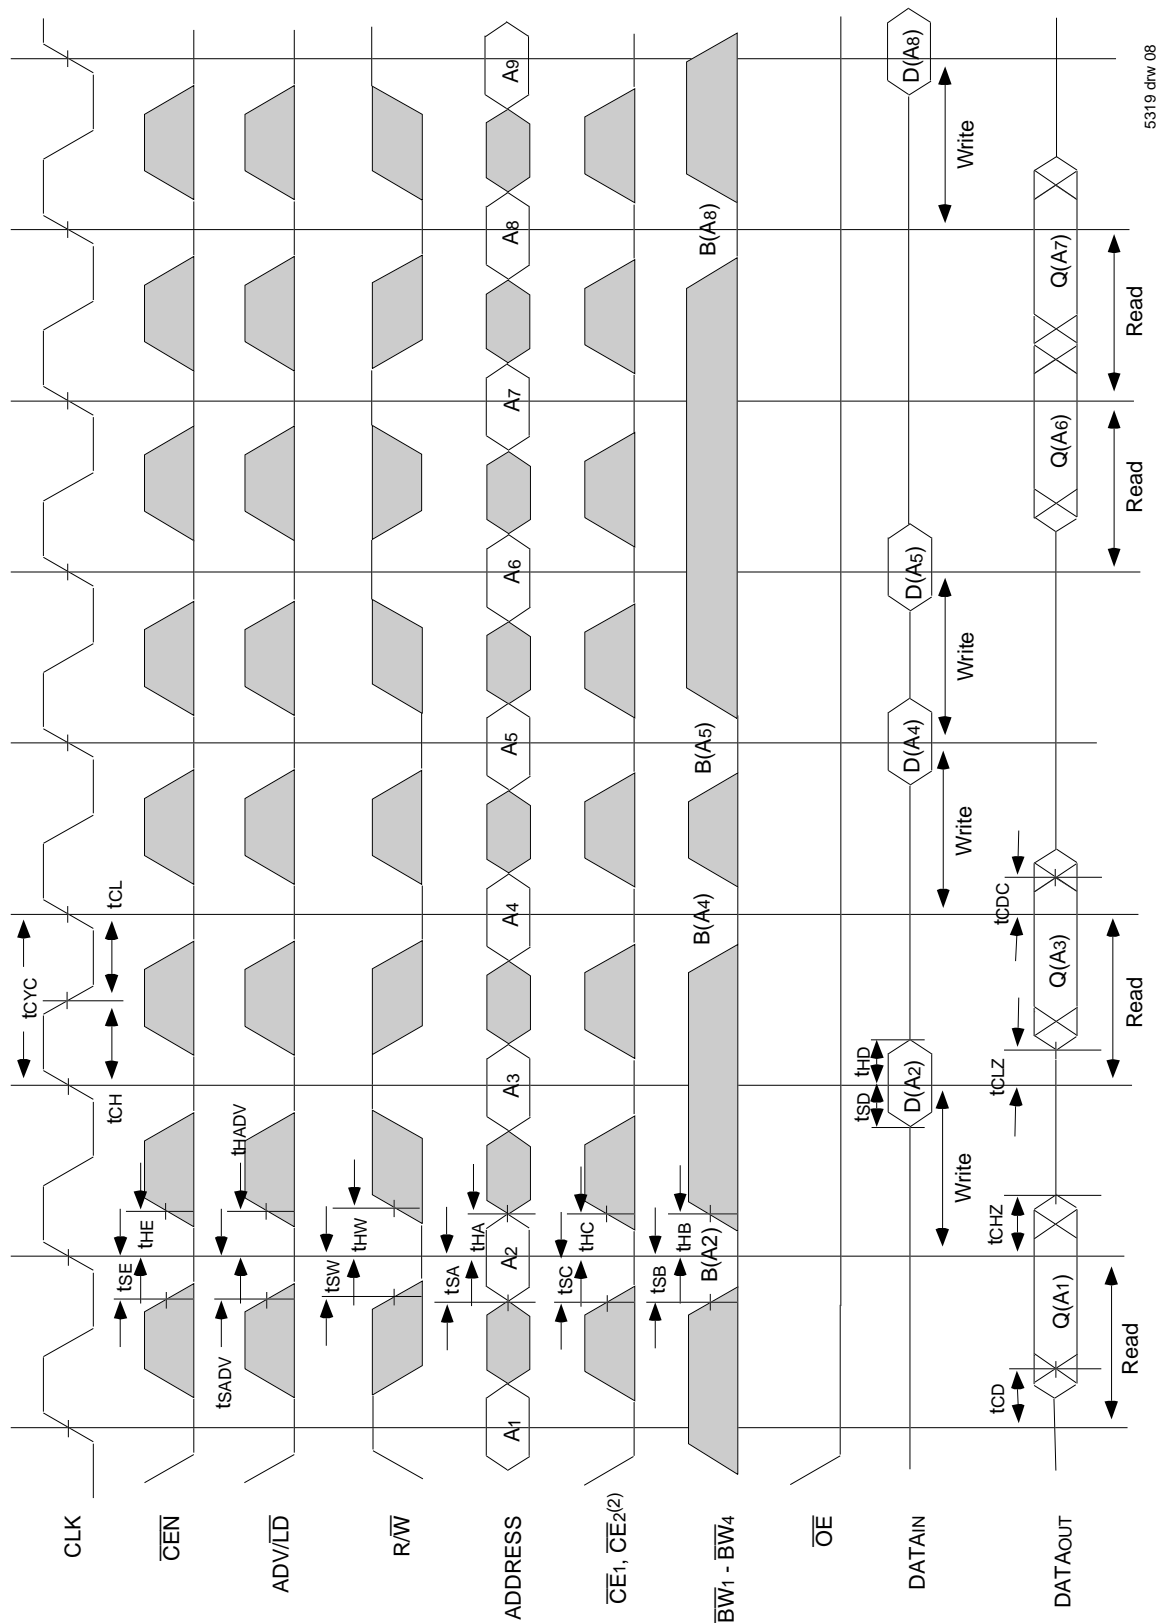 CLK
tCYC
tCH
tCL
CEN
tSE
tHE
ADV/LD
tSADV
tHADV
R/W
tSW
tHW
ADDRESS
A1
A2
A3
A4
A5
A6
A7
A8
A9
tSA
tHA
CE1, CE2(2)
tSC
tHC
BW1 - BW4
tSB
tHB
B(A2)
B(A4)
B(A5)
B(A8)
OE
DATAIN
tSD
tHD
D(A2)
D(A4)
D(A5)
D(A8)
Write
Write
Write
Write
DATAOUT
tCD
tCHZ
tCLZ
tCDC
Q(A1)
Q(A3)
Q(A6)
Q(A7)
Read
Read
Read
Read
5319 drw 08